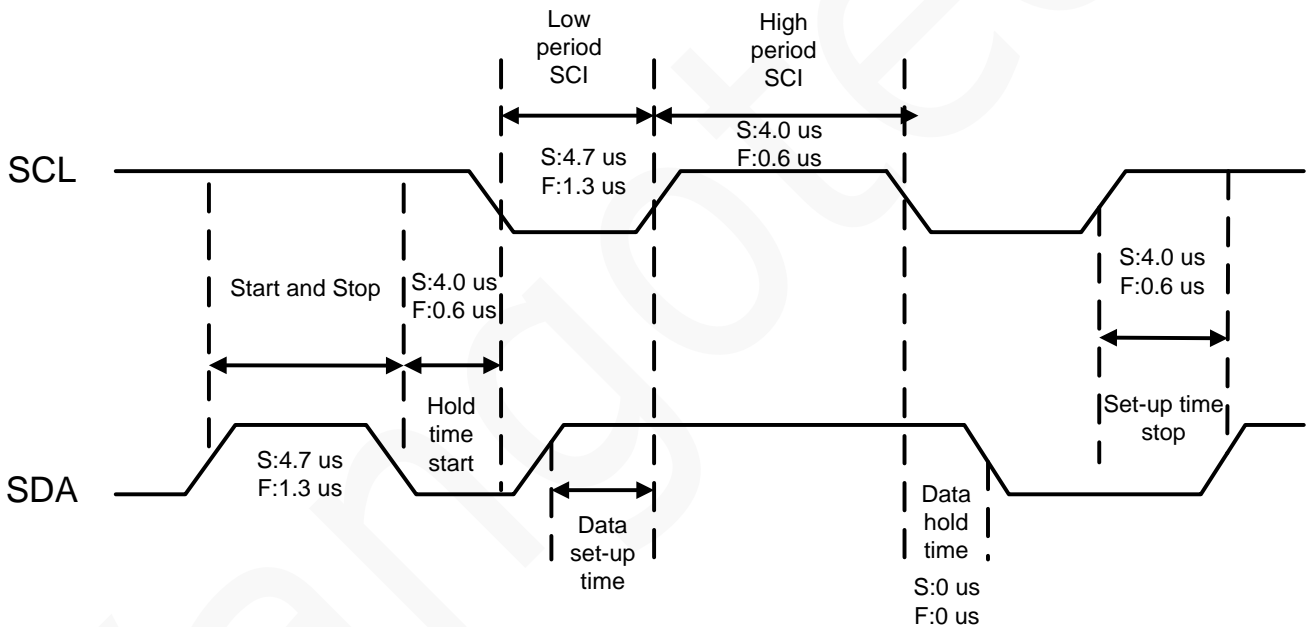 Low
period
SCI
High
period
SCI
S:4.7 us
F:1.3 us
S:4.0 us
F:0.6 us
SCL
Start and Stop
S:4.0 us
F:0.6 us
S:4.0 us
F:0.6 us
Hold
time
start
Set-up time
stop
SDA
S:4.7 us
F:1.3 us
Data
set-up
time
Data
hold
time
S:0 us
F:0 us